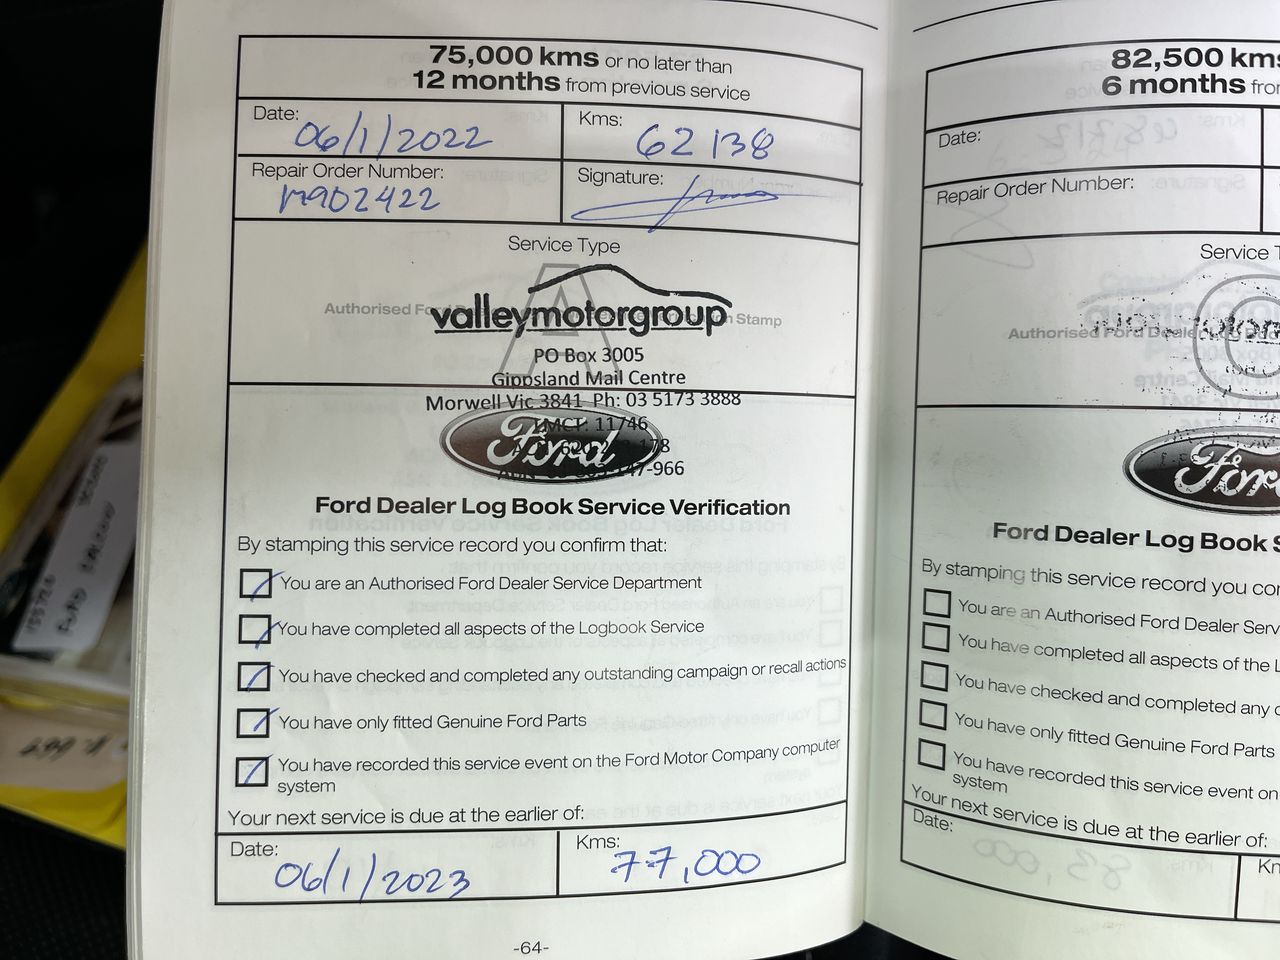 75,000 kms or no later than
12 months from previous service
Date: 06/1/2022
Kms: 62138
Repair Order Number: M902422
Signature:
Service Type
A
Authorised Ford Stamp
valleymotorgroup
PO Box 3005
Gippsland Mail Centre
Morwell Vic 3841 Ph: 03 5173 3888
LMCT: 11746
Ford
Ford Dealer Log Book Service Verification
By stamping this service record you confirm that:
You are an Authorised Ford Dealer Service Department
You have completed all aspects of the Logbook Service
You have checked and completed any outstanding campaign or recall actions
You have only fitted Genuine Ford Parts
You have recorded this service event on the Ford Motor Company computer
system
Your next service is due at the earlier of:
Date: 06/1/2023
Kms: 77,000
-64-
82,500 kms
6 months
Date:
Repair Order Number:
Service
Authorised Ford Dealer
Ford
Ford Dealer Log Book
By stamping this service record you
You are an Authorised Ford Dealer
You have completed all aspects of the
You have checked and completed any
You have only fitted Genuine Ford Parts
You have recorded this service event on
system
Your next service is due at the earlier of:
Date: